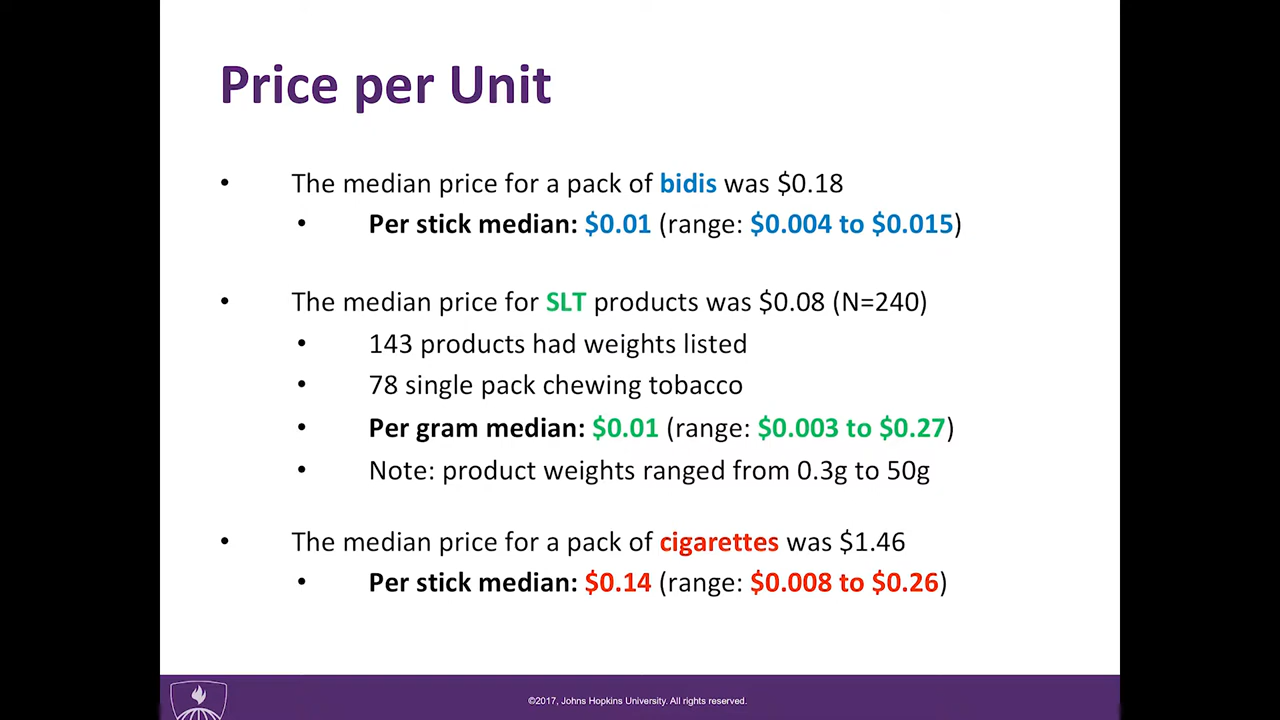 Price per Unit
• The median price for a pack of bidis was $0.18
• Per stick median: $0.01 (range: $0.004 to $0.015)
• The median price for SLT products was $0.08 (N=240)
• 143 products had weights listed
• 78 single pack chewing tobacco
• Per gram median: $0.01 (range: $0.003 to $0.27)
• Note: product weights ranged from 0.3g to 50g
• The median price for a pack of cigarettes was $1.46
• Per stick median: $0.14 (range: $0.008 to $0.26)
©2017, Johns Hopkins University. All rights reserved.